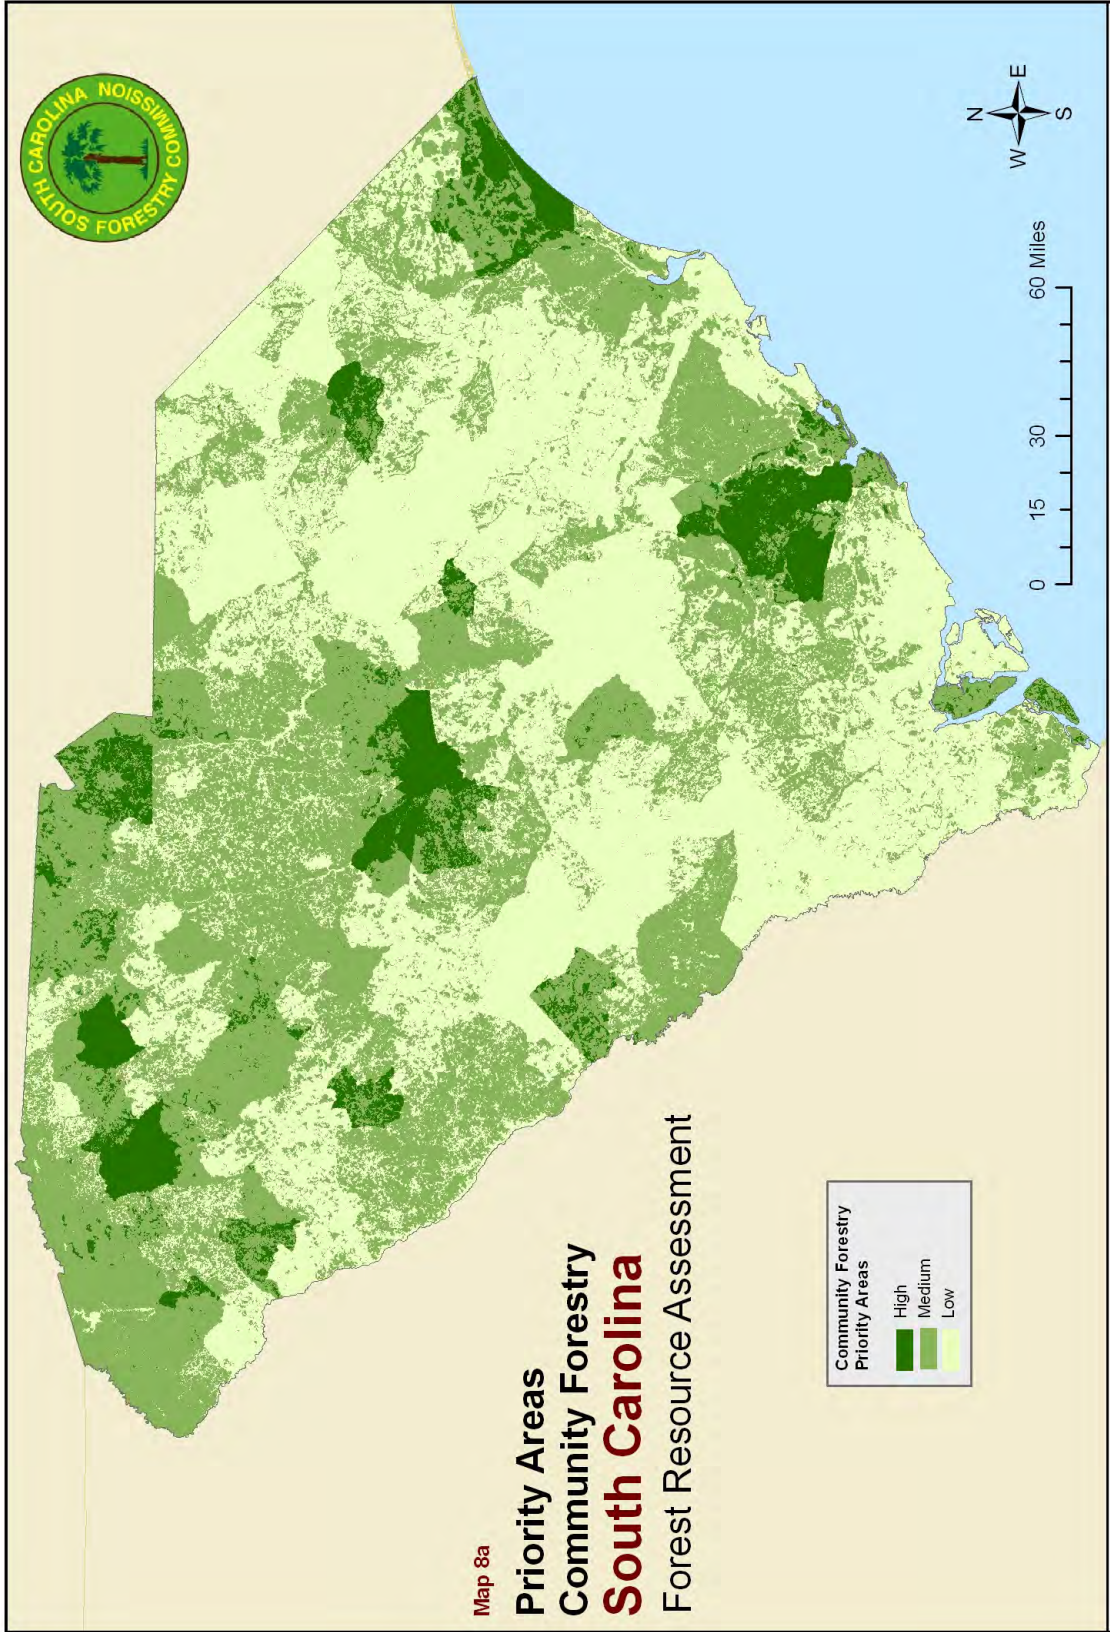 Map 8a
Priority Areas
Community Forestry
South Carolina
Forest Resource Assessment
SOUTH CAROLINA
FORESTRY COMMISSION
Community Forestry
Priority Areas
High
Medium
Low
0 15 30 60 Miles
N
W E
S